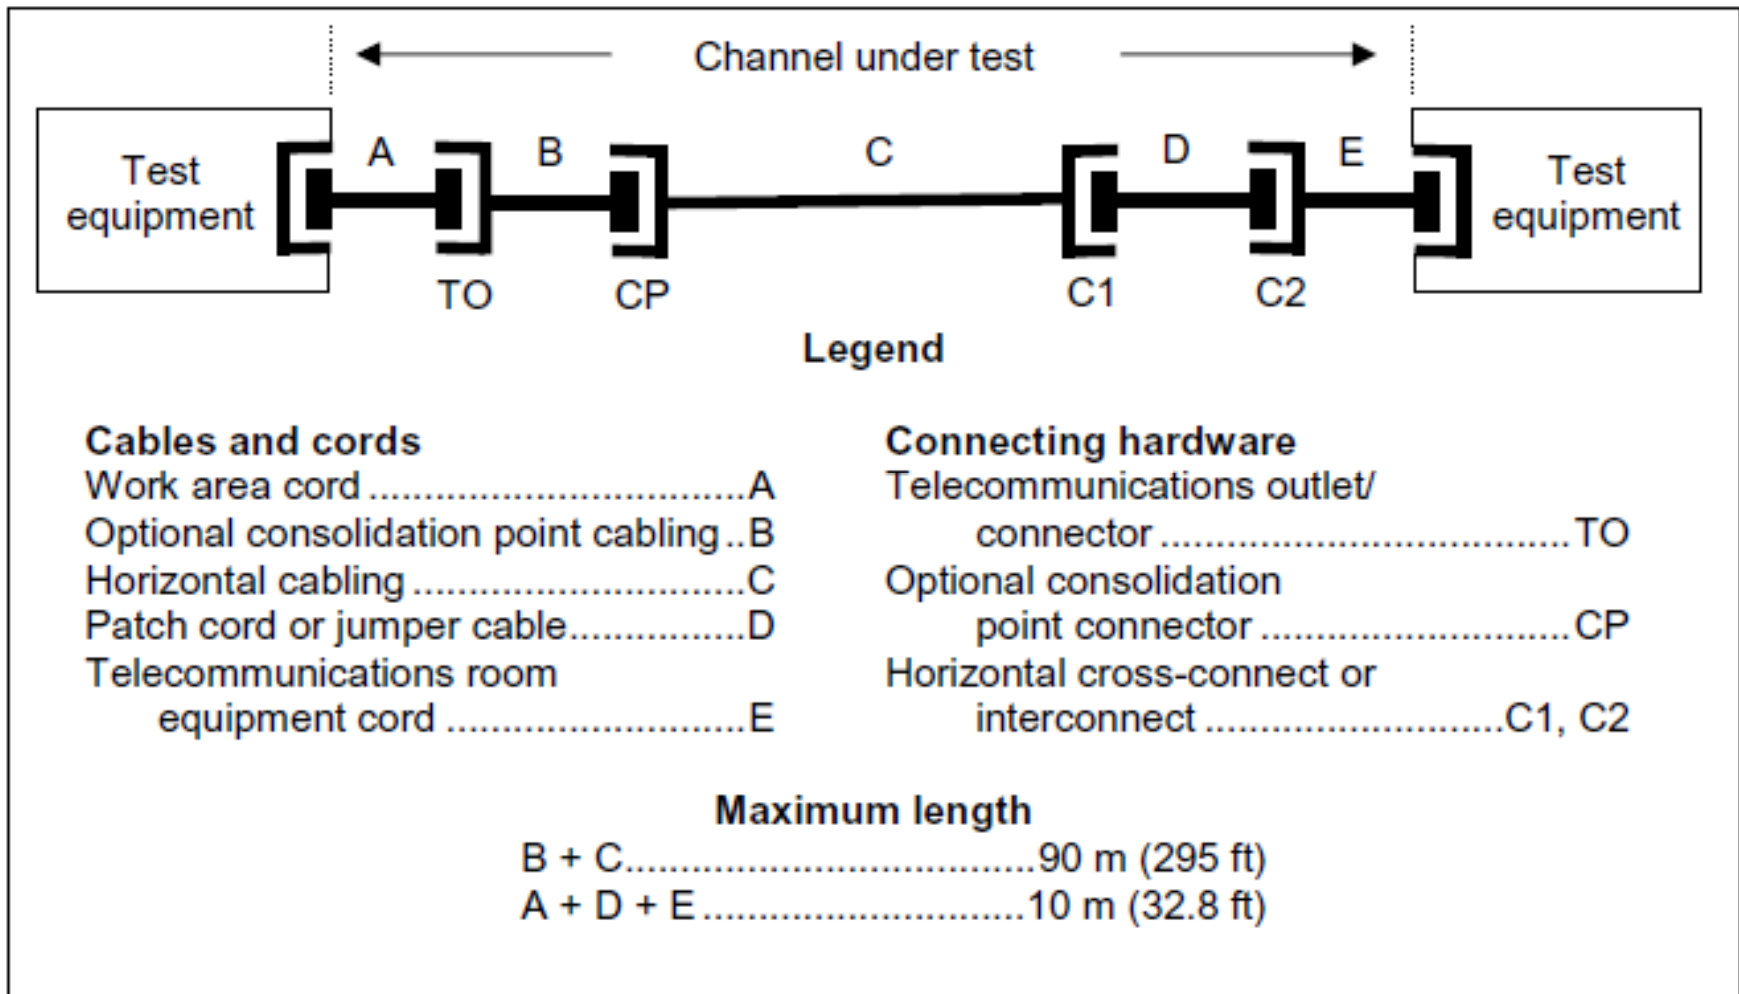 Channel under test
Test
equipment
A
B
C
D
E
Test
equipment
TO
CP
C1
C2
Legend
Cables and cords
Work area cord ..................................A
Optional consolidation point cabling ..B
Horizontal cabling ..............................C
Patch cord or jumper cable................D
Telecommunications room
equipment cord ...........................E
Connecting hardware
Telecommunications outlet/
connector .....................................TO
Optional consolidation
point connector ............................CP
Horizontal cross-connect or
interconnect ...........................C1, C2
Maximum length
B + C.....................................90 m (295 ft)
A + D + E .............................10 m (32.8 ft)